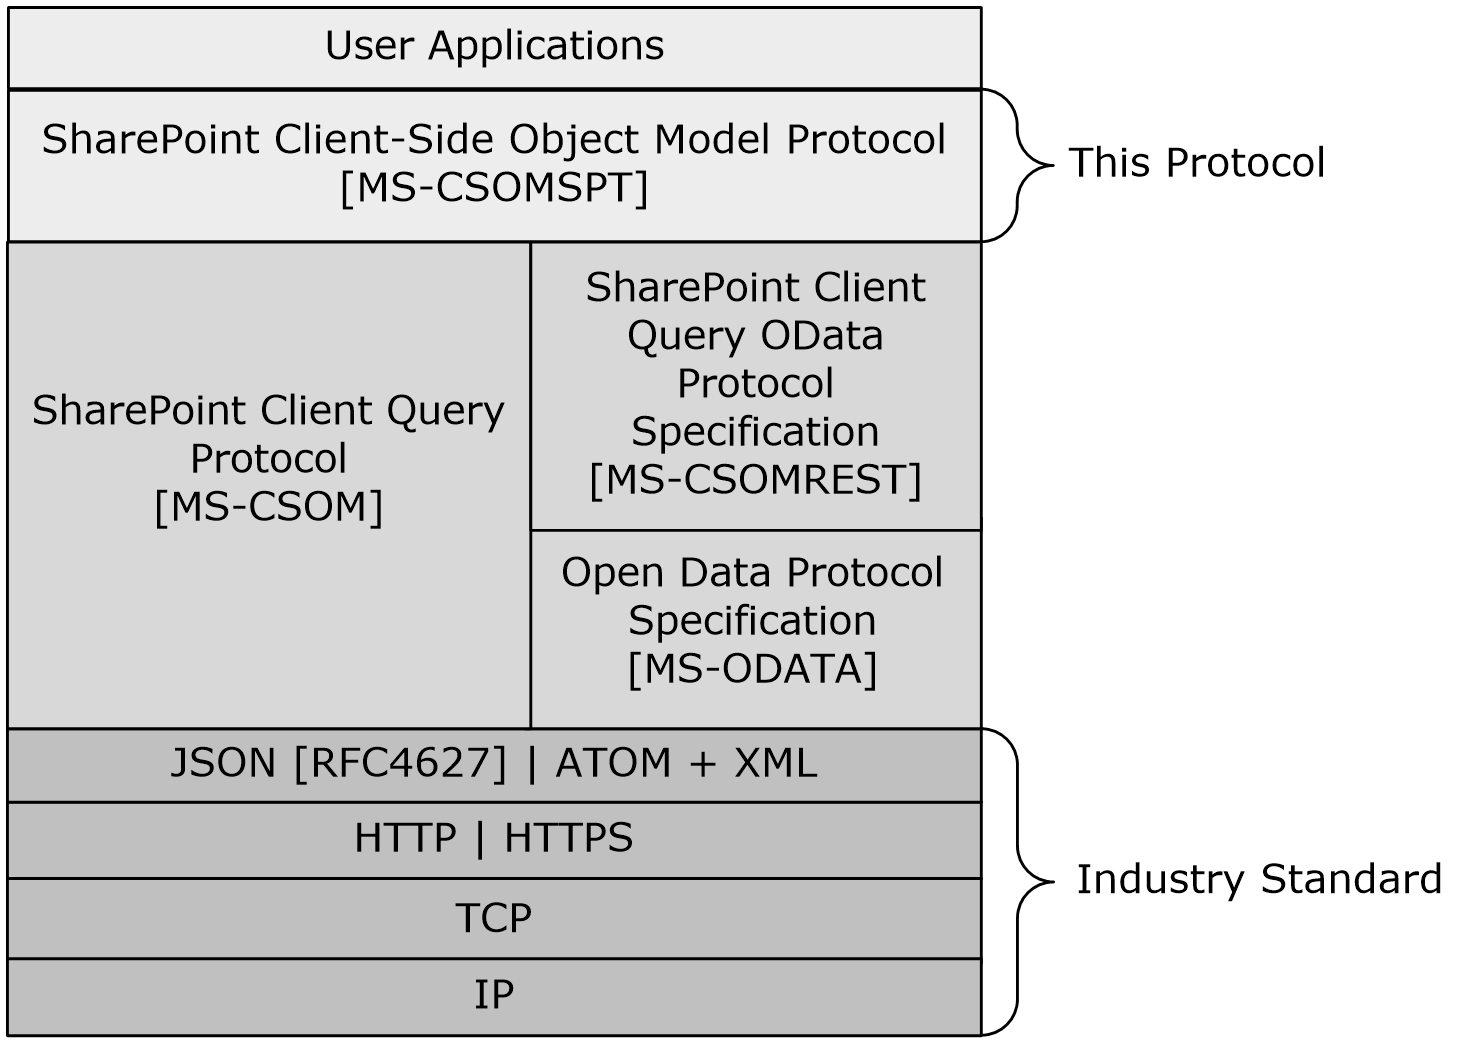 User Applications
SharePoint Client-Side Object Model Protocol
[MS-CSOMSPT]
This Protocol
SharePoint Client Query
Protocol
[MS-CSOM]
SharePoint Client
Query OData
Protocol
Specification
[MS-CSOMREST]
Open Data Protocol
Specification
[MS-ODATA]
JSON [RFC4627] | ATOM + XML
HTTP | HTTPS
TCP
IP
Industry Standard